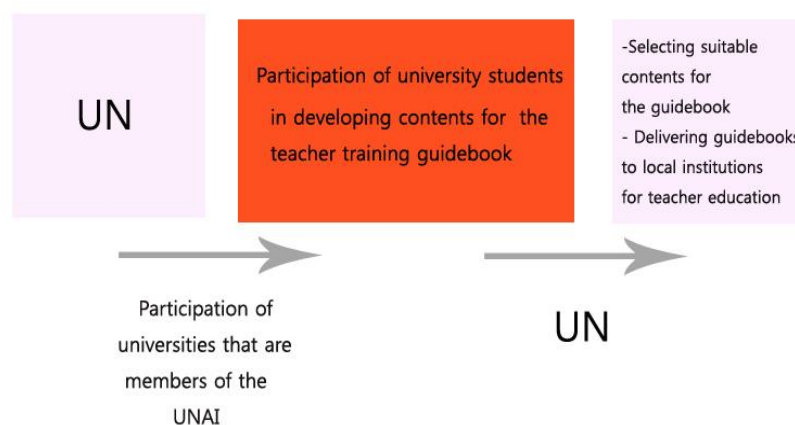 UN
Participation of university students
in developing contents for the
teacher training guidebook
-Selecting suitable
contents for
the guidebook
- Delivering guidebooks
to local institutions
for teacher education
Participation of
universities that are
members of the
UNAI
UN